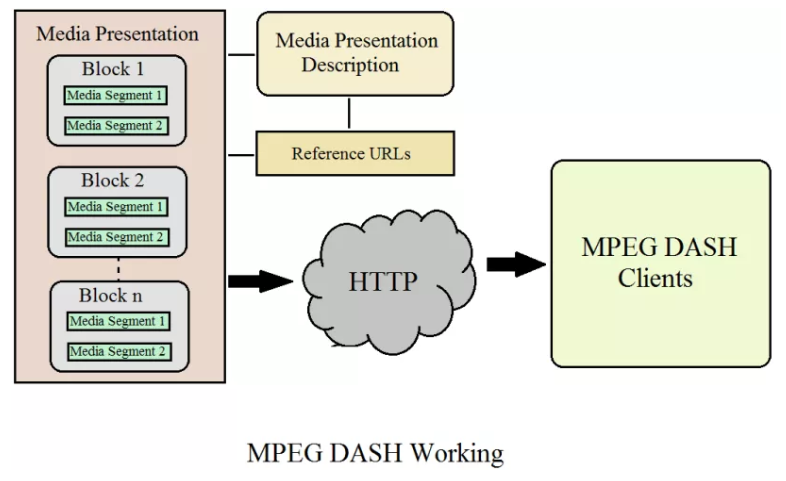 Media Presentation
Block 1
Media Segment 1
Media Segment 2
Block 2
Media Segment 1
Media Segment 2
Block n
Media Segment 1
Media Segment 2
Media Presentation
Description
Reference URLs
HTTP
MPEG DASH
Clients
MPEG DASH Working